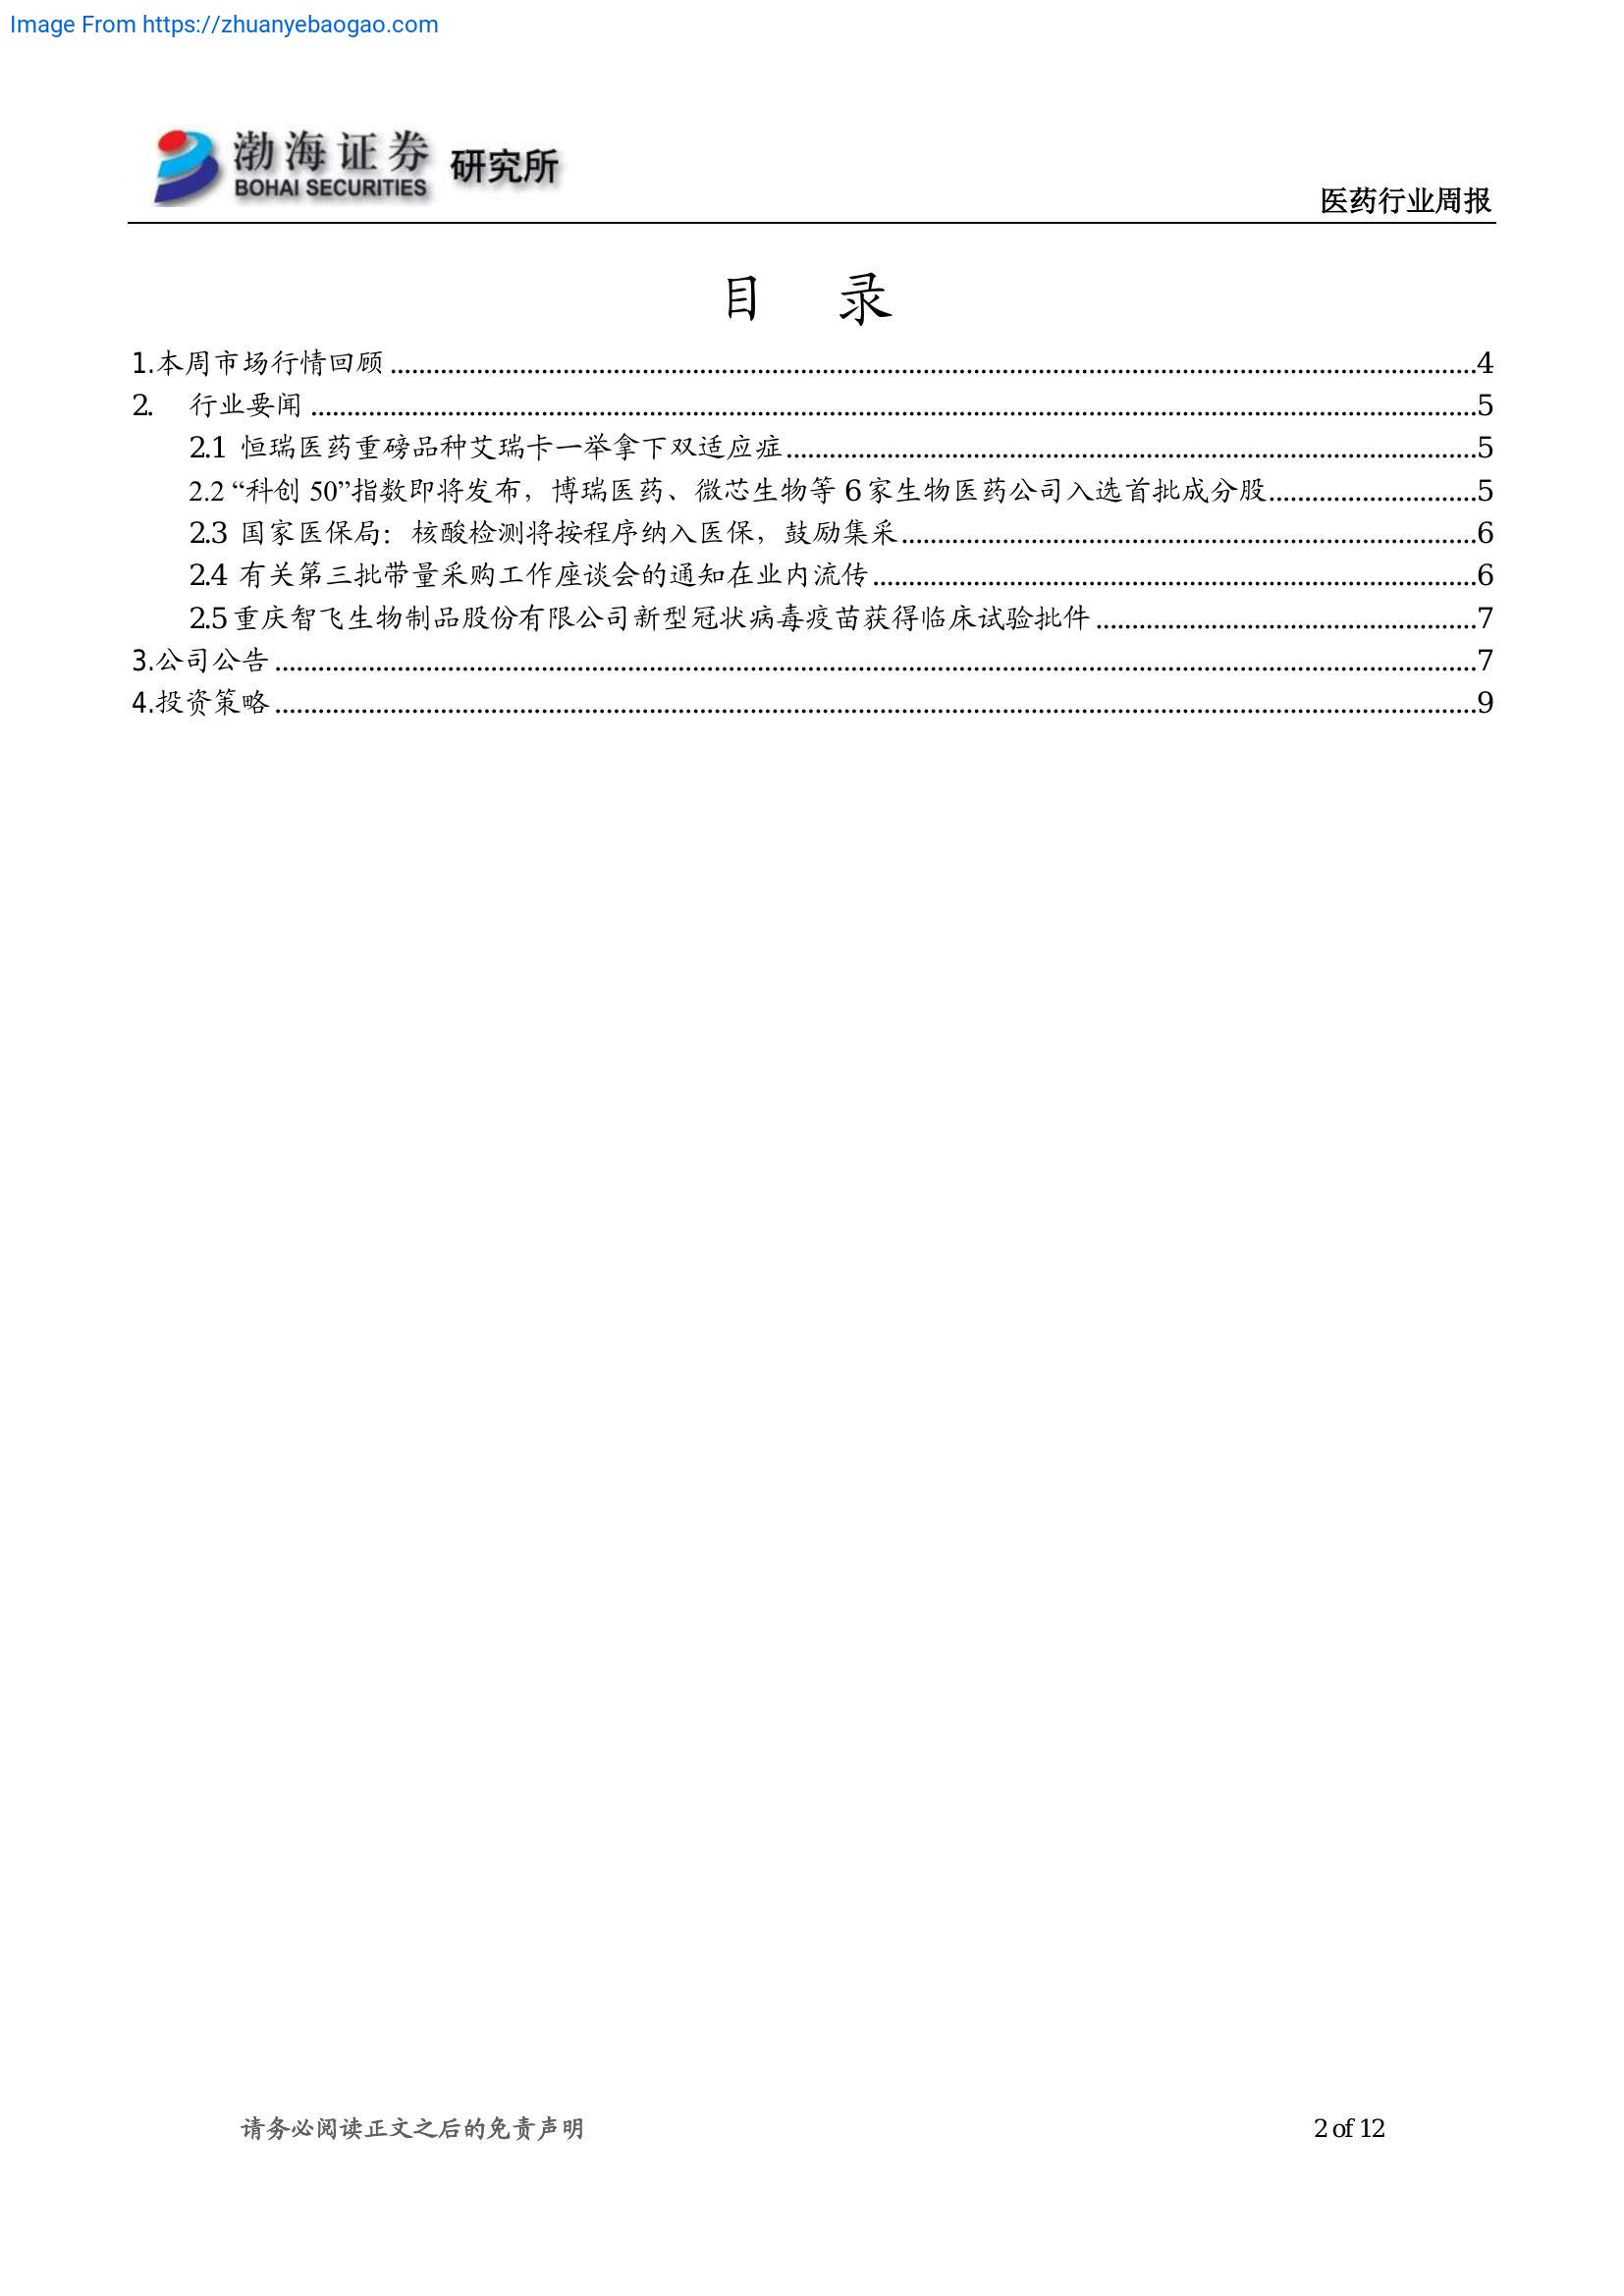 Image From https://zhuanyebaogao.com
渤海证券 研究所
BOHAI SECURITIES
医药行业周报
目 录
1.本周市场行情回顾 ........................................ 4
2. 行业要闻 ........................................ 5
2.1 恒瑞医药重磅品种艾瑞卡一举拿下双适应症 ........................................ 5
2.2 “科创 50”指数即将发布，博瑞医药、微芯生物等 6 家生物医药公司入选首批成分股 ........................................ 5
2.3 国家医保局：核酸检测将按程序纳入医保，鼓励集采 ........................................ 6
2.4 有关第三批带量采购工作座谈会的通知在业内流传 ........................................ 6
2.5 重庆智飞生物制品股份有限公司新型冠状病毒疫苗获得临床试验批件 ........................................ 7
3.公司公告 ........................................ 7
4.投资策略 ........................................ 9
请务必阅读正文之后的免责声明 2 of 12